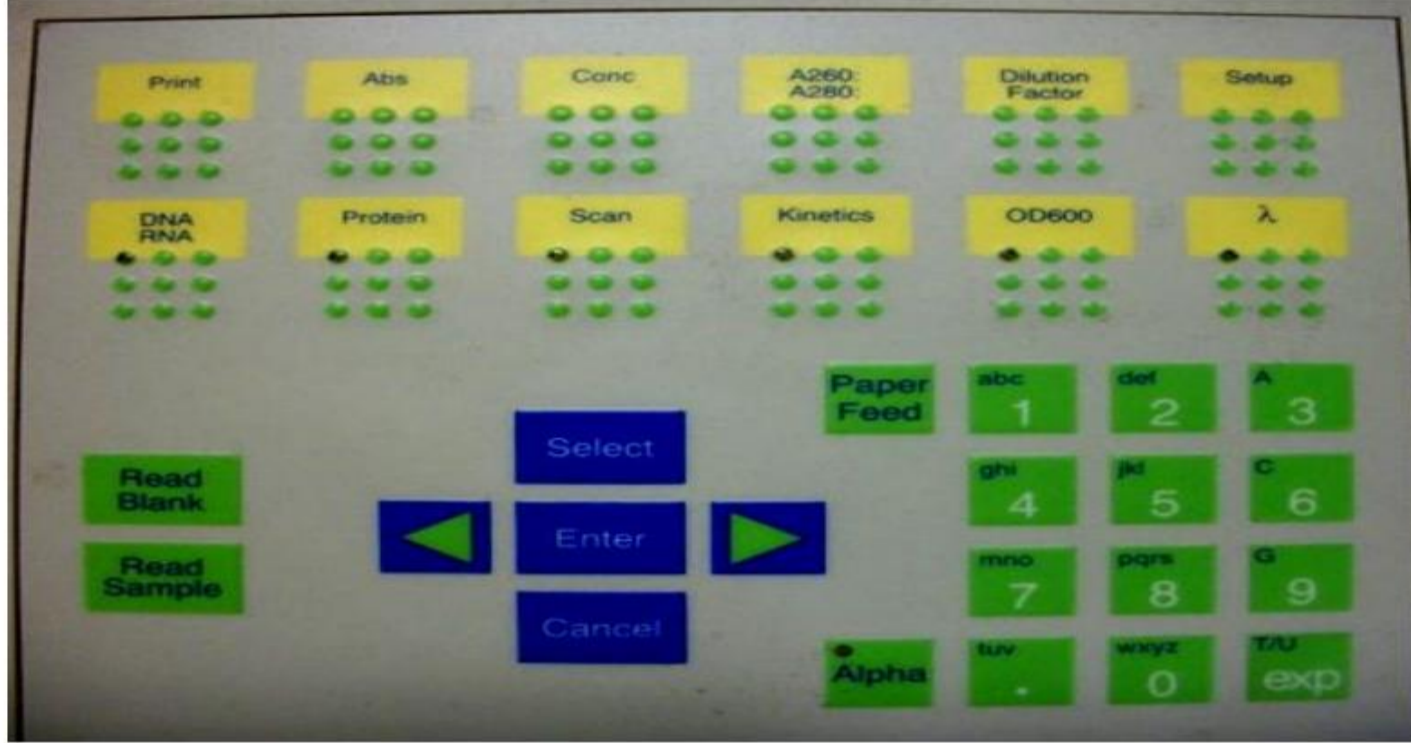 Print
Abs
Conc
A260:
A280:
Dilution
Factor
Setup
DNA
RNA
Protein
Scan
Kinetics
OD600
λ
Paper
Feed
abc
1
def
2
A
3
Select
Read
Blank
ghi
4
jkl
5
C
6
Enter
Read
Sample
mno
7
pqrs
8
G
9
Cancel
Alpha
tuv
.
wxyz
0
T/U
exp